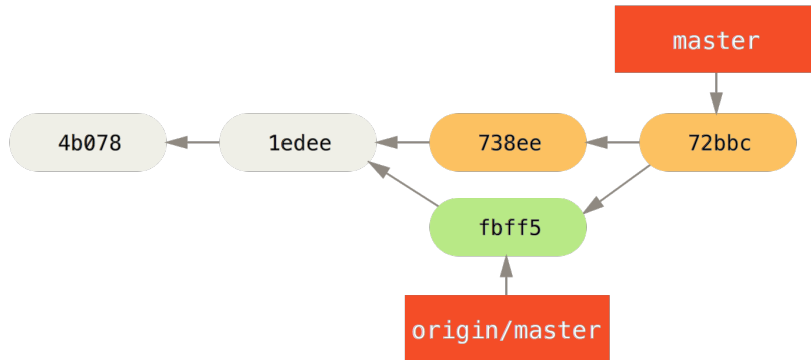 master
4b078
1edee
738ee
72bbc
fbff5
origin/master